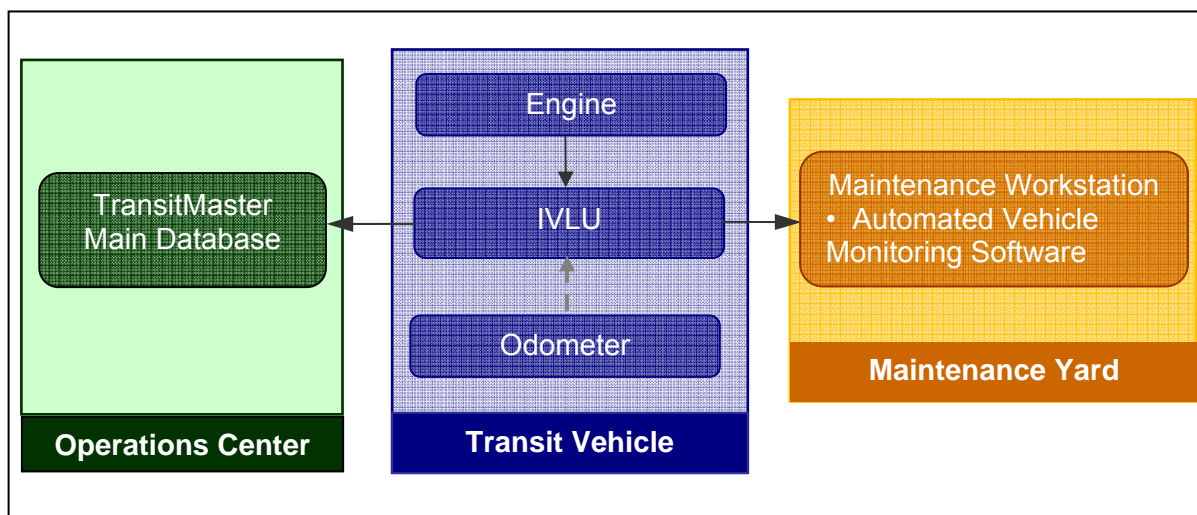 TransitMaster
Main Database
Operations Center
Engine
IVLU
Odometer
Transit Vehicle
Maintenance Workstation
• Automated Vehicle
Monitoring Software
Maintenance Yard